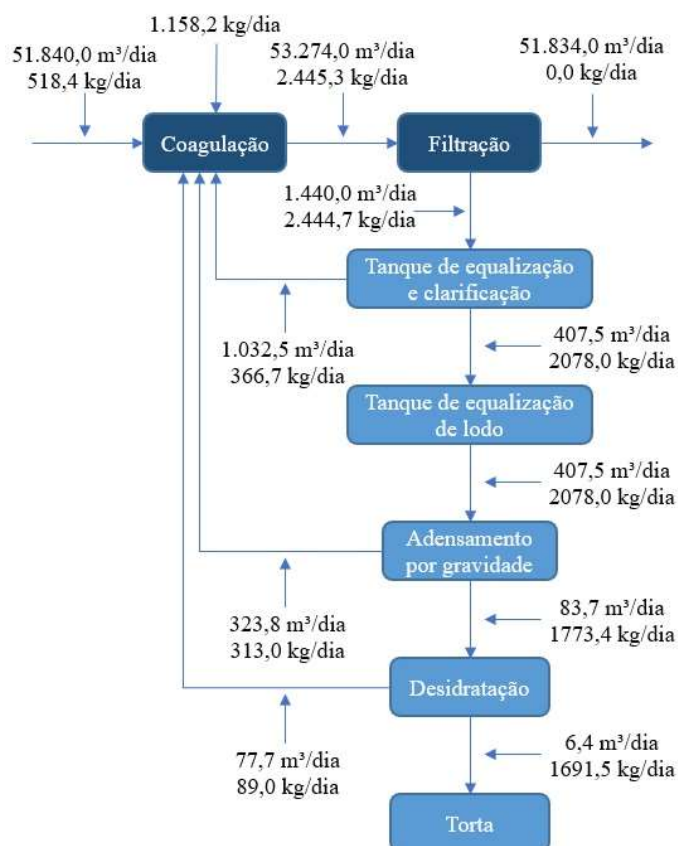 1.158,2 kg/dia
51.840,0 m³/dia
518,4 kg/dia
53.274,0 m³/dia
2.445,3 kg/dia
51.834,0 m³/dia
0,0 kg/dia
Coagulação
Filtração
1.440,0 m³/dia
2.444,7 kg/dia
Tanque de equalização
e clarificação
1.032,5 m³/dia
366,7 kg/dia
407,5 m³/dia
2078,0 kg/dia
Tanque de equalização
de lodo
407,5 m³/dia
2078,0 kg/dia
Adensamento
por gravidade
323,8 m³/dia
313,0 kg/dia
83,7 m³/dia
1773,4 kg/dia
Desidratação
77,7 m³/dia
89,0 kg/dia
6,4 m³/dia
1691,5 kg/dia
Torta